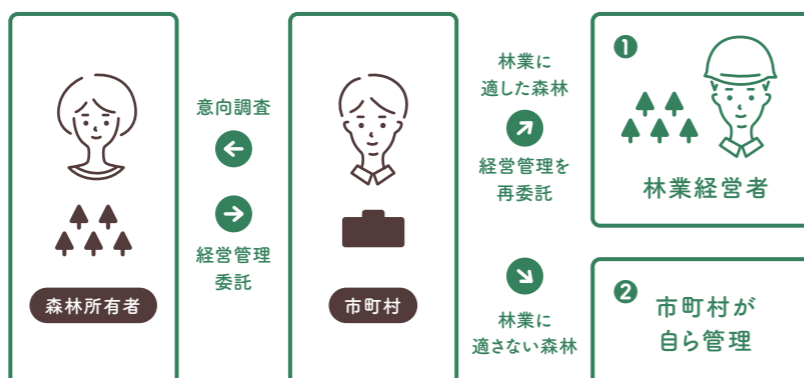 意向調査
経営管理
委託
森林所有者
市町村
林業に
適した森林
経営管理を
再委託
林業に
適さない森林
1
林業経営者
2
市町村が
自ら管理